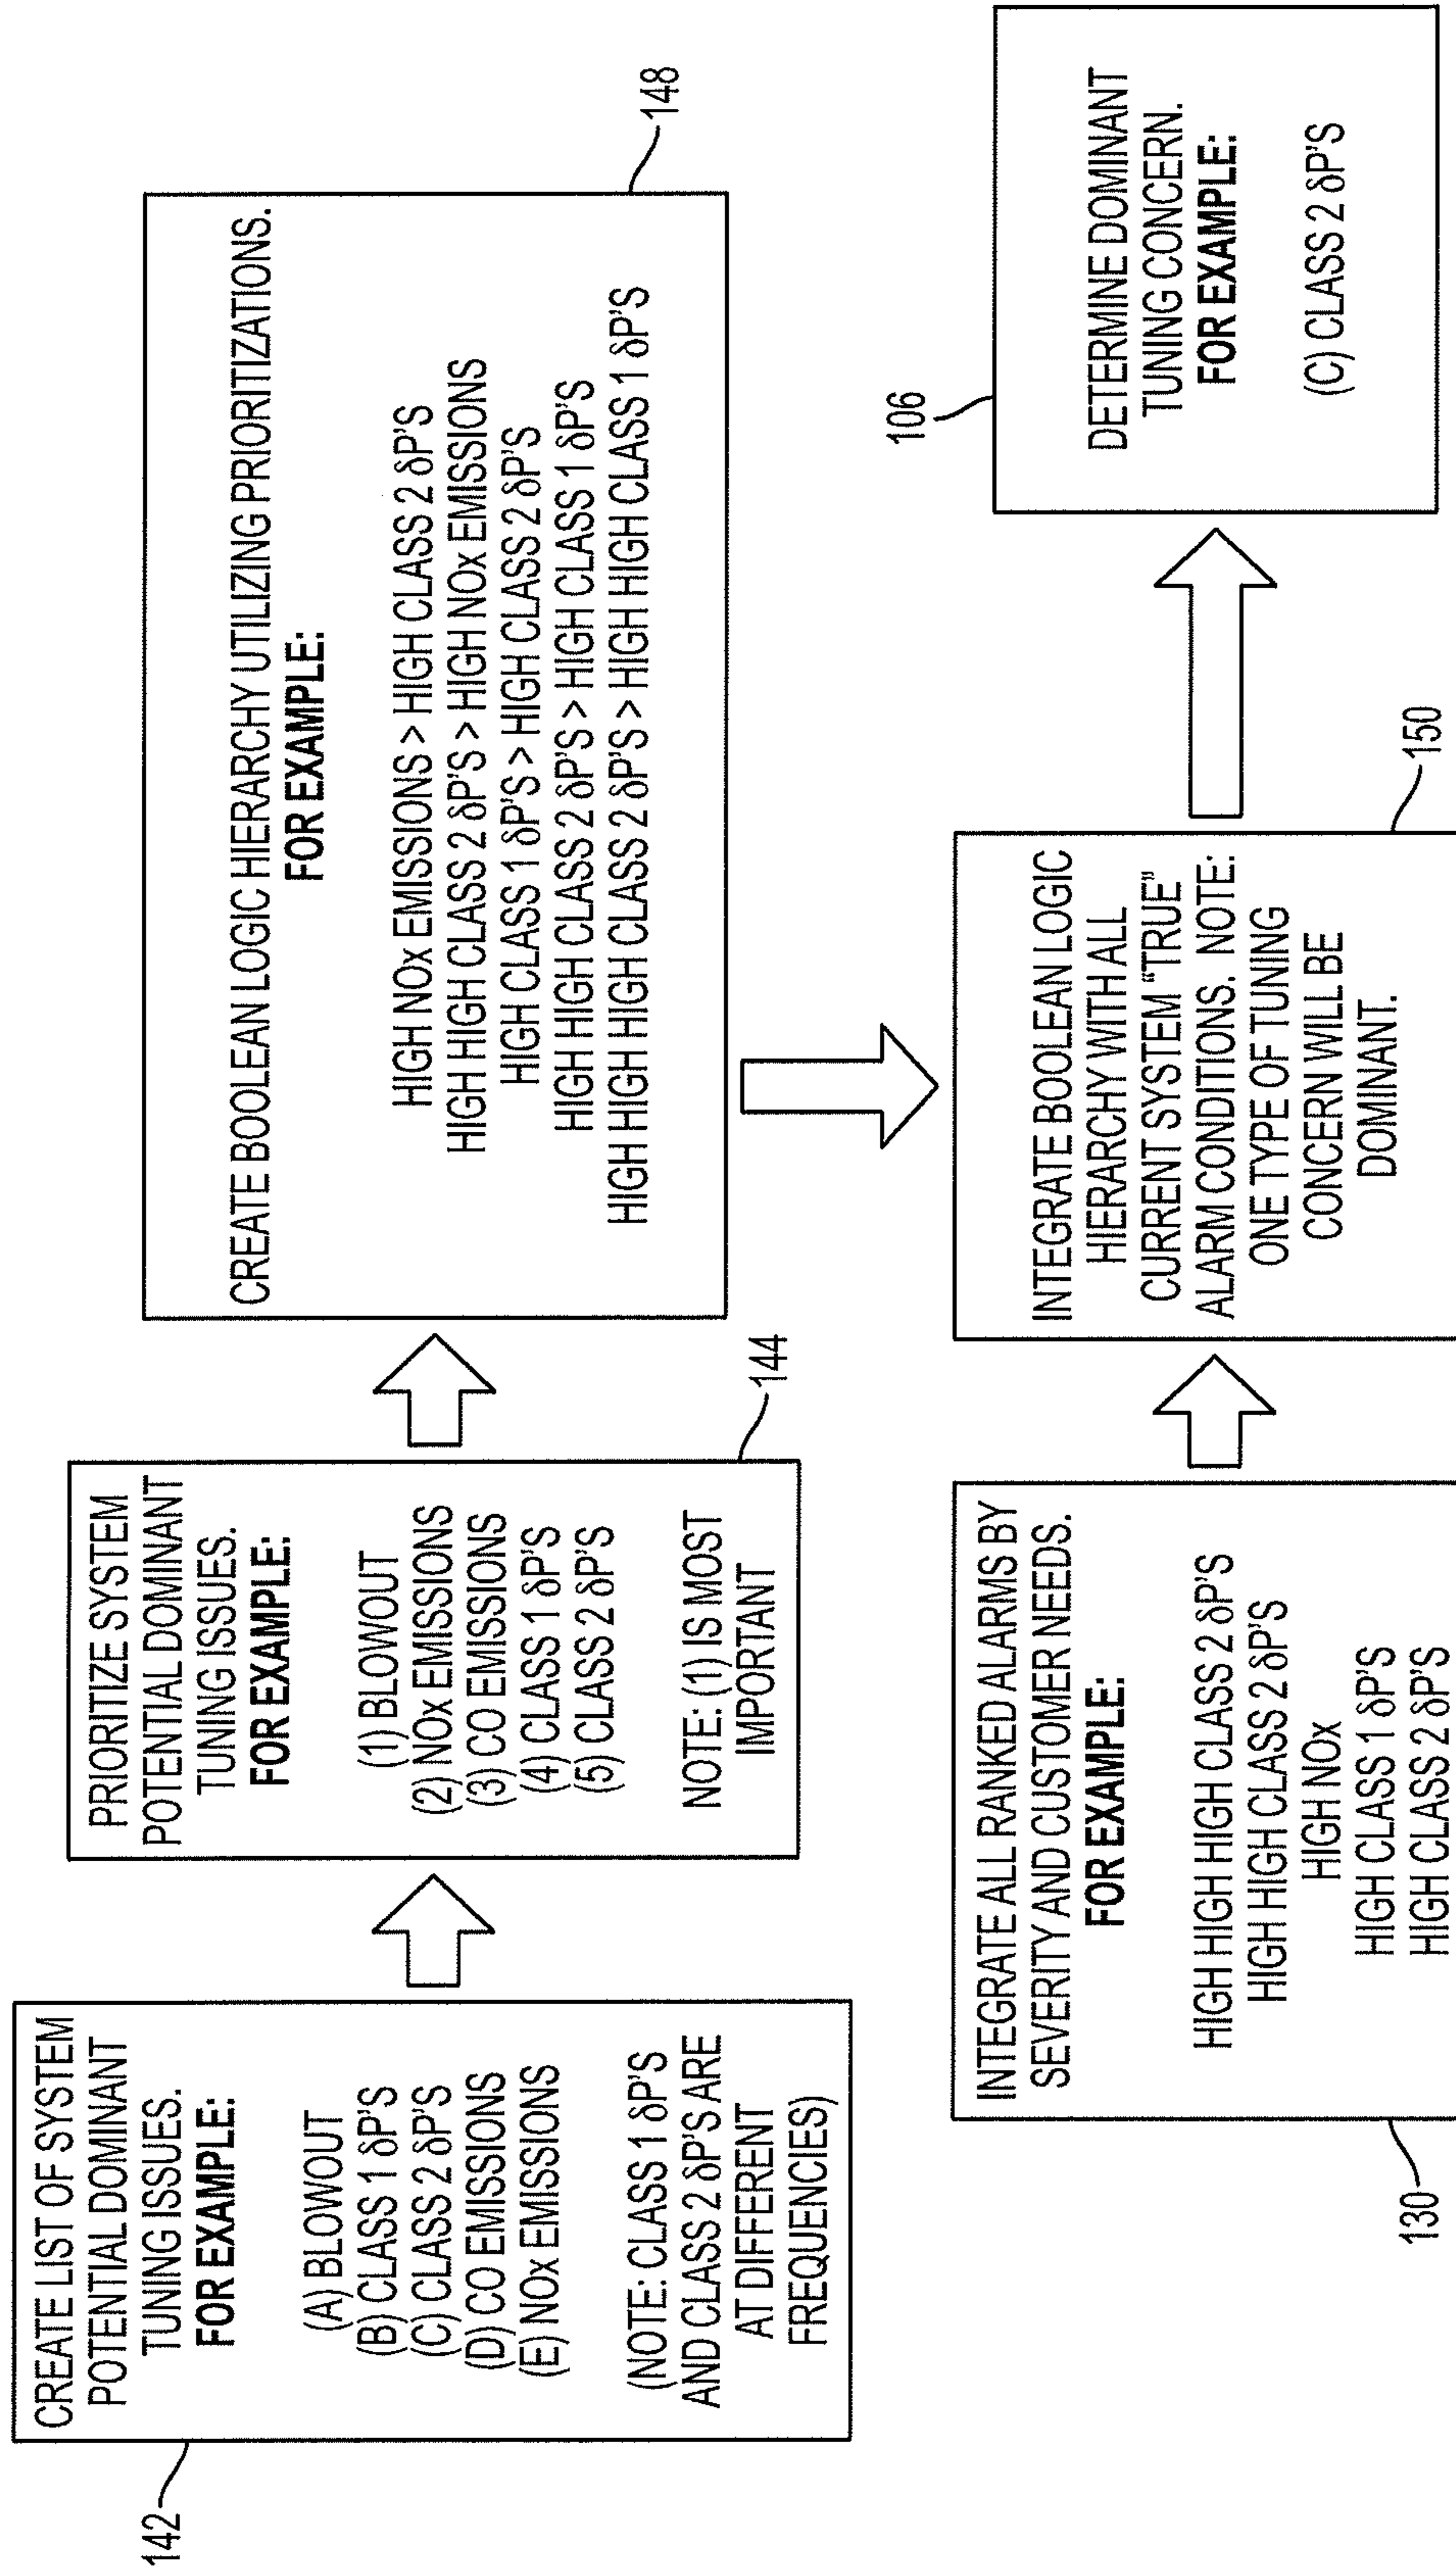 CREATE LIST OF SYSTEM
POTENTIAL DOMINANT
TUNING ISSUES.
FOR EXAMPLE:
(A) BLOWOUT
(B) CLASS 1 δP'S
(C) CLASS 2 δP'S
(D) CO EMISSIONS
(E) NOx EMISSIONS
(NOTE: CLASS 1 δP'S
AND CLASS 2 δP'S ARE
AT DIFFERENT
FREQUENCIES)
142
PRIORITIZE SYSTEM
POTENTIAL DOMINANT
TUNING ISSUES.
FOR EXAMPLE:
(1) BLOWOUT
(2) NOx EMISSIONS
(3) CO EMISSIONS
(4) CLASS 1 δP'S
(5) CLASS 2 δP'S
NOTE: (1) IS MOST
IMPORTANT
144
CREATE BOOLEAN LOGIC HIERARCHY UTILIZING PRIORITIZATIONS.
FOR EXAMPLE:
HIGH NOx EMISSIONS > HIGH CLASS 2 δP'S
HIGH HIGH CLASS 2 δP'S > HIGH NOx EMISSIONS
HIGH CLASS 1 δP'S > HIGH CLASS 2 δP'S
HIGH HIGH CLASS 2 δP'S > HIGH CLASS 1 δP'S
HIGH HIGH HIGH CLASS 2 δP'S > HIGH HIGH CLASS 1 δP'S
148
INTEGRATE ALL RANKED ALARMS BY
SEVERITY AND CUSTOMER NEEDS.
FOR EXAMPLE:
HIGH HIGH HIGH CLASS 2 δP'S
HIGH HIGH CLASS 2 δP'S
HIGH NOx
HIGH CLASS 1 δP'S
HIGH CLASS 2 δP'S
130
INTEGRATE BOOLEAN LOGIC
HIERARCHY WITH ALL
CURRENT SYSTEM "TRUE"
ALARM CONDITIONS. NOTE:
ONE TYPE OF TUNING
CONCERN WILL BE
DOMINANT.
150
DETERMINE DOMINANT
TUNING CONCERN.
FOR EXAMPLE:
(C) CLASS 2 δP'S
106